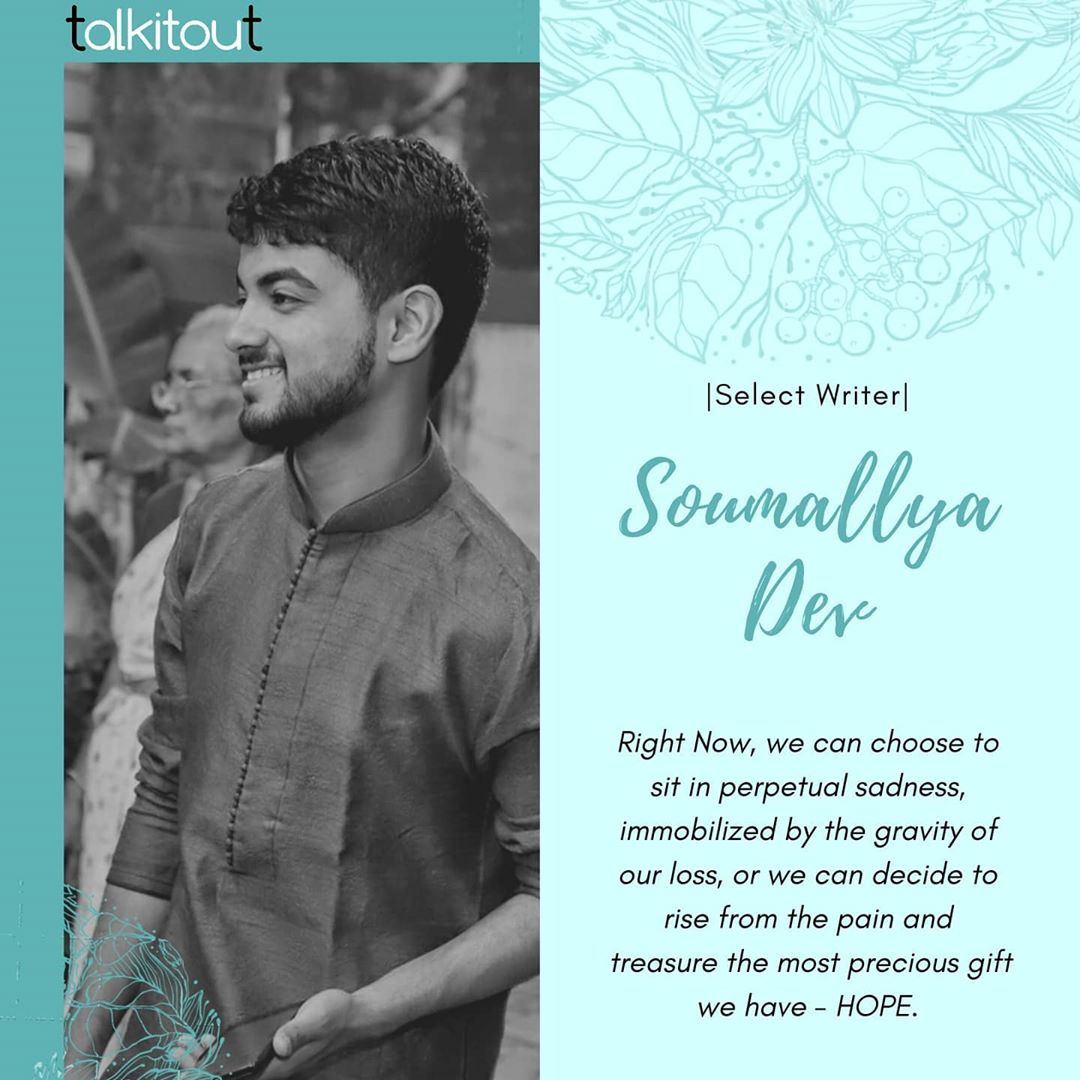 talkitout
|Select Writer|
Soumallya
Dev
Right Now, we can choose to
sit in perpetual sadness,
immobilized by the gravity of
our loss, or we can decide to
rise from the pain and
treasure the most precious gift
we have - HOPE.